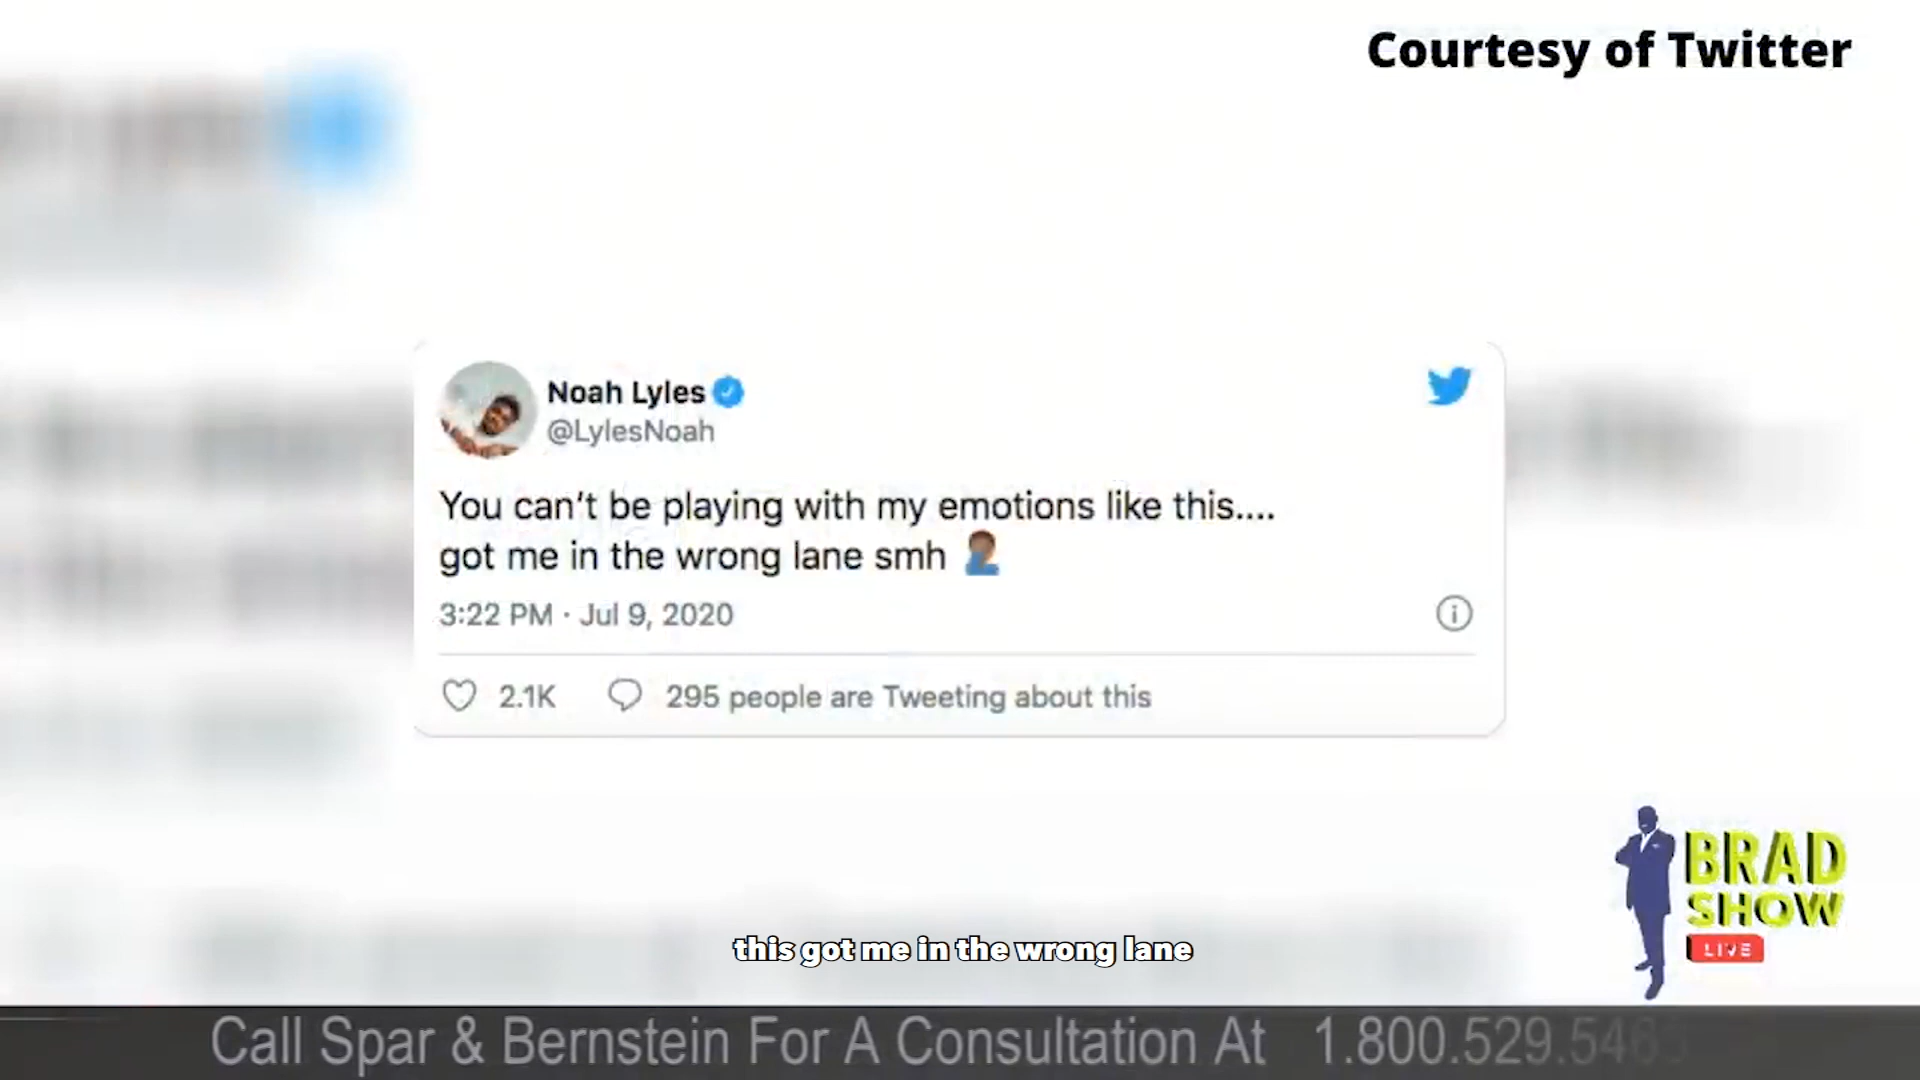 Courtesy of Twitter
Noah Lyles
@LylesNoah
You can't be playing with my emotions like this....
got me in the wrong lane smh 🤦🏾‍♂️
3:22 PM · Jul 9, 2020
2.1K 295 people are Tweeting about this
BRAD
SHOW
LIVE
this got me in the wrong lane
Call Spar & Bernstein For A Consultation At 1.800.529.546